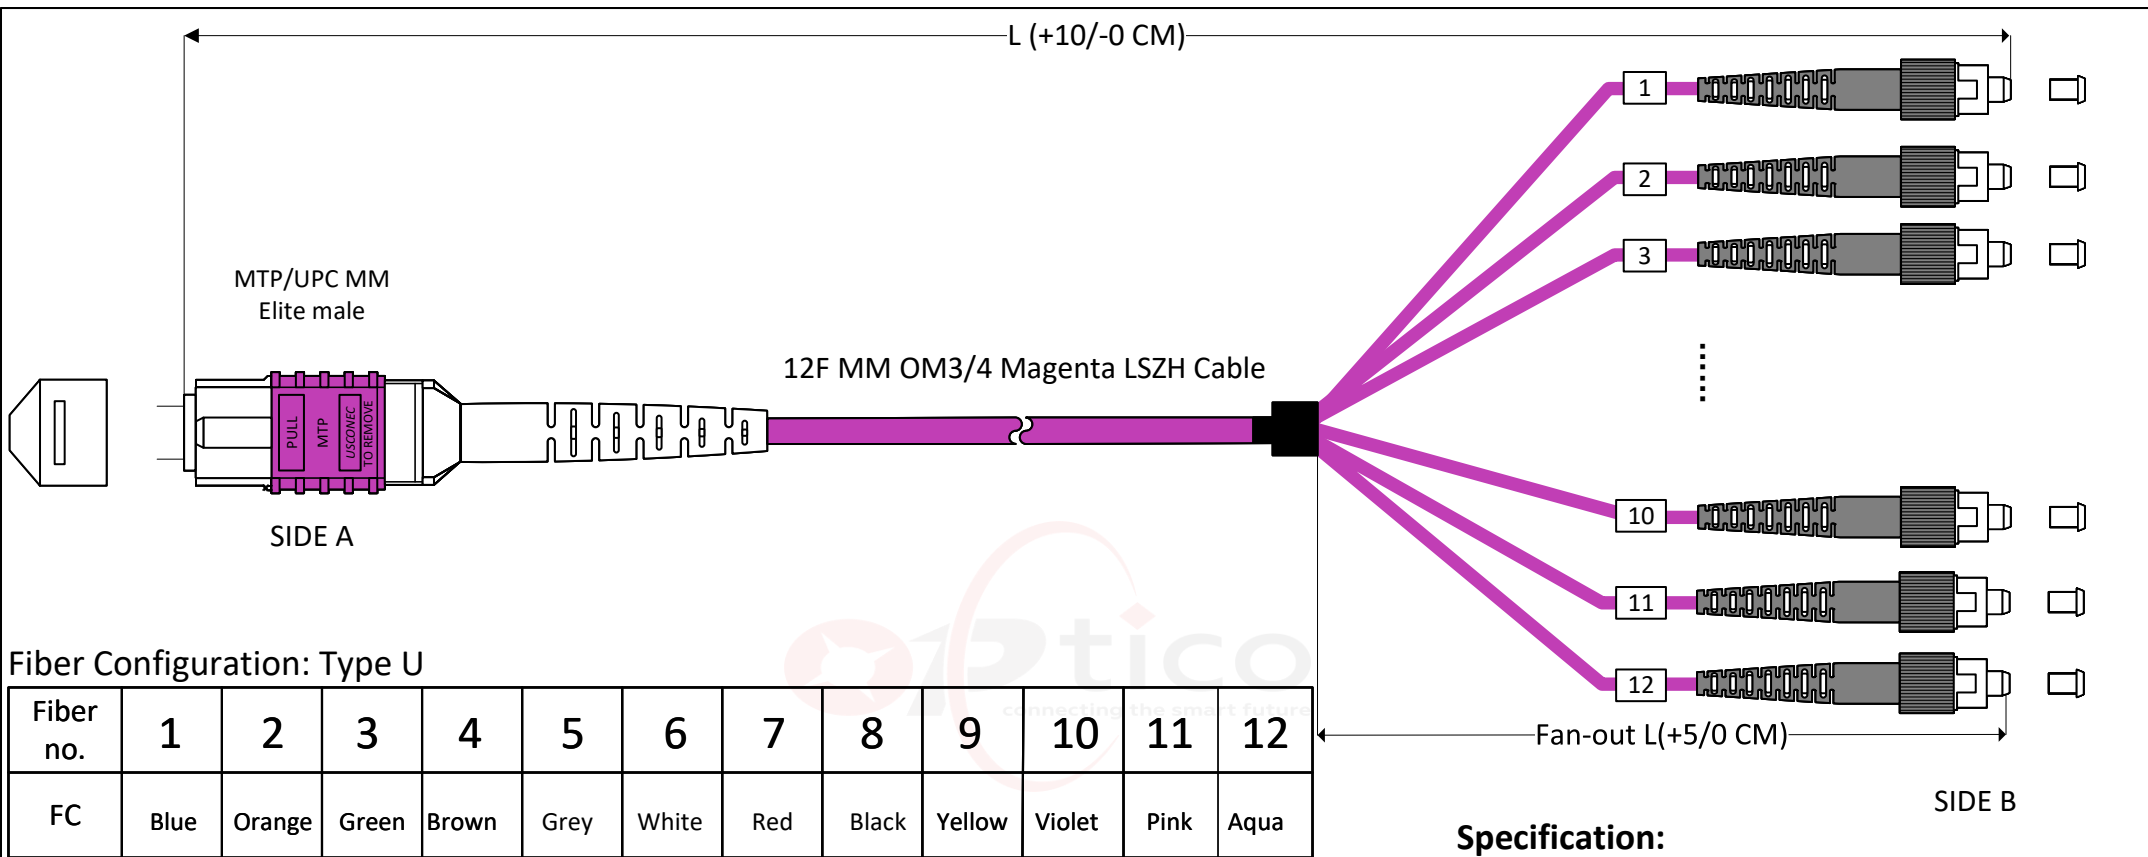 L (+10/-0 CM)
1
2
3
MTP/UPC MM
Elite male
12F MM OM3/4 Magenta LSZH Cable
PULL
MTP
USCONEC
TO REMOVE
10
SIDE A
11
optico
connecting the smart future
12
Fiber Configuration: Type U
Fiber no. 1 2 3 4 5 6 7 8 9 10 11 12
FC Blue Orange Green Brown Grey White Red Black Yellow Violet Pink Aqua
Fan-out L(+5/0 CM)
SIDE B
Specification: